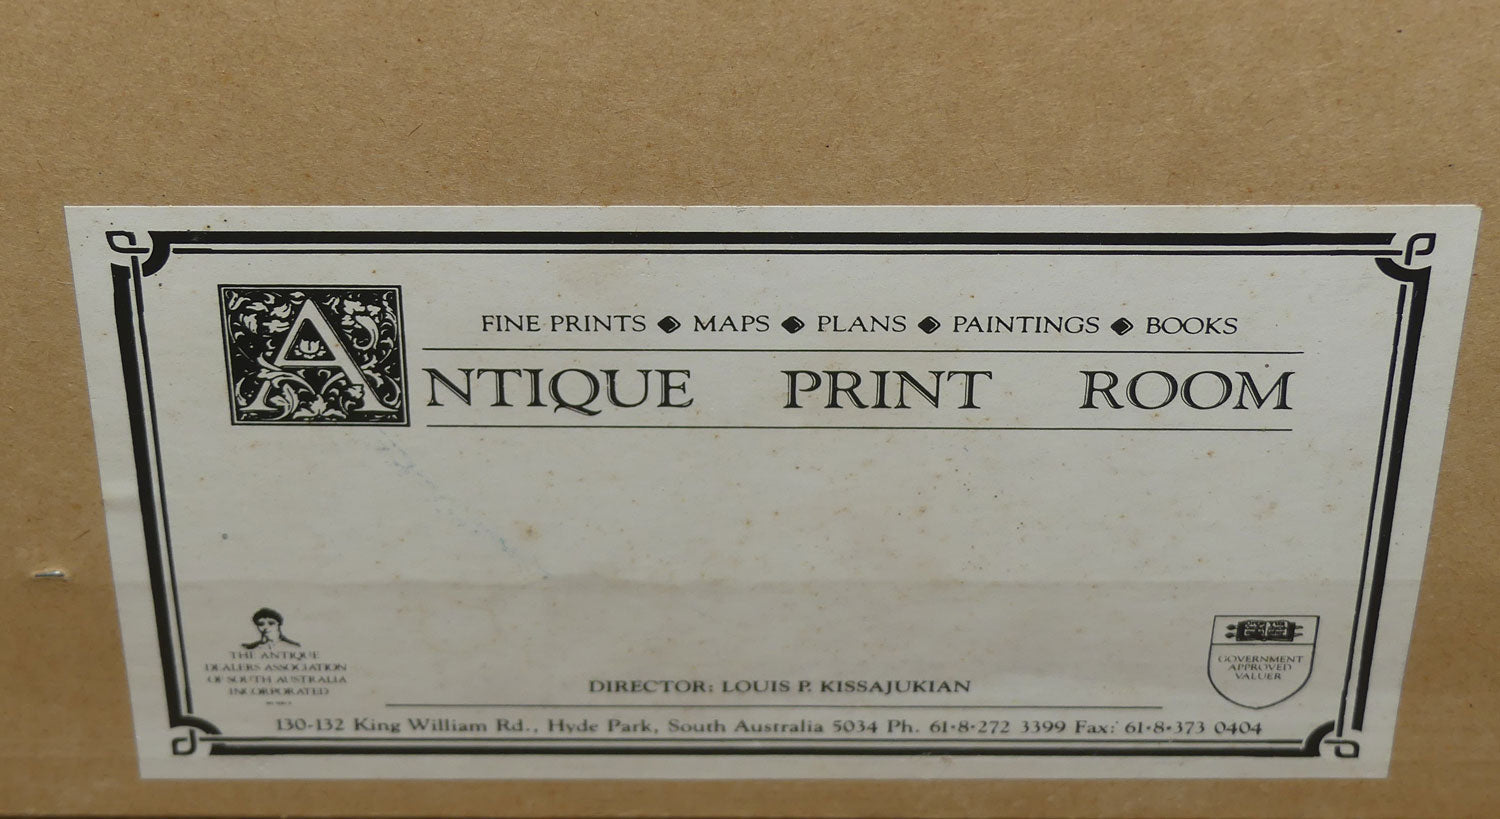 FINE PRINTS ◆ MAPS ◆ PLANS ◆ PAINTINGS ◆ BOOKS
ANTIQUE PRINT ROOM
THE ANTIQUE
DEALERS ASSOCIATION
OF SOUTH AUSTRALIA
INCORPORATED
GOVERNMENT
APPROVED
VALUER
DIRECTOR: LOUIS P. KISSAJUKIAN
130-132 King William Rd., Hyde Park, South Australia 5034 Ph. 61•8•272 3399 Fax: 61•8•373 0404